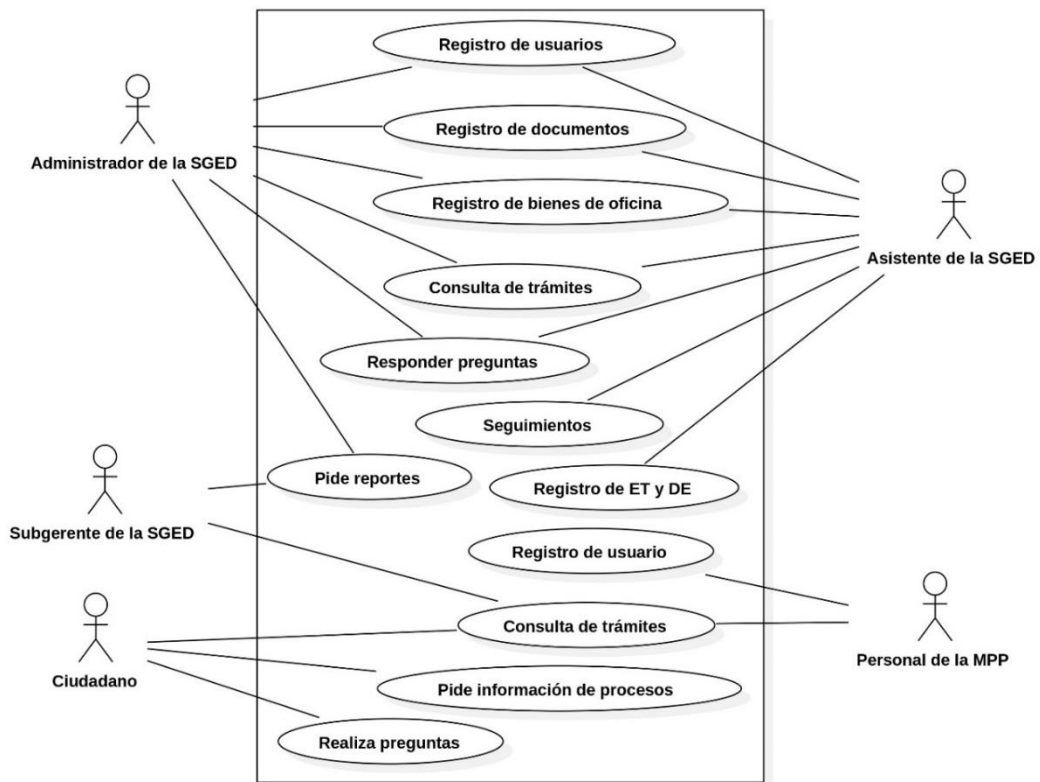 Registro de usuarios
Registro de documentos
Administrador de la SGED
Registro de bienes de oficina
Asistente de la SGED
Consulta de trámites
Responder preguntas
Seguimientos
Pide reportes
Registro de ET y DE
Subgerente de la SGED
Registro de usuario
Consulta de trámites
Personal de la MPP
Ciudadano
Pide información de procesos
Realiza preguntas